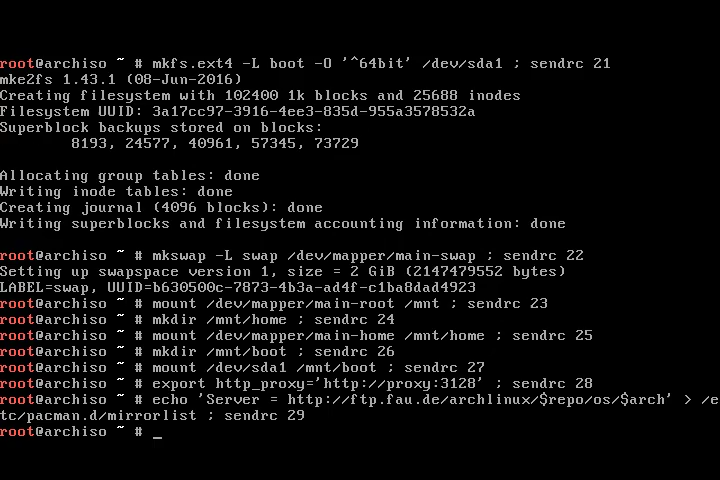 root@archiso ~ # mkfs.ext4 -L boot -O '^64bit' /dev/sda1 ; sendrc 21
mke2fs 1.43.1 (08-Jun-2016)
Creating filesystem with 102400 1k blocks and 25688 inodes
Filesystem UUID: 3a17cc97-3916-4ee3-835d-955a3578532a
Superblock backups stored on blocks:
        8193, 24577, 40961, 57345, 73729

Allocating group tables: done
Writing inode tables: done
Creating journal (4096 blocks): done
Writing superblocks and filesystem accounting information: done

root@archiso ~ # mkswap -L swap /dev/mapper/main-swap ; sendrc 22
Setting up swapspace version 1, size = 2 GiB (2147479552 bytes)
LABEL=swap, UUID=b630500c-7873-4b3a-ad4f-c1ba8dad4923
root@archiso ~ # mount /dev/mapper/main-root /mnt ; sendrc 23
root@archiso ~ # mkdir /mnt/home ; sendrc 24
root@archiso ~ # mount /dev/mapper/main-home /mnt/home ; sendrc 25
root@archiso ~ # mkdir /mnt/boot ; sendrc 26
root@archiso ~ # mount /dev/sda1 /mnt/boot ; sendrc 27
root@archiso ~ # export http_proxy='http://proxy:3128' ; sendrc 28
root@archiso ~ # echo 'Server = http://ftp.fau.de/archlinux/$repo/os/$arch' > /e
tc/pacman.d/mirrorlist ; sendrc 29
root@archiso ~ # _